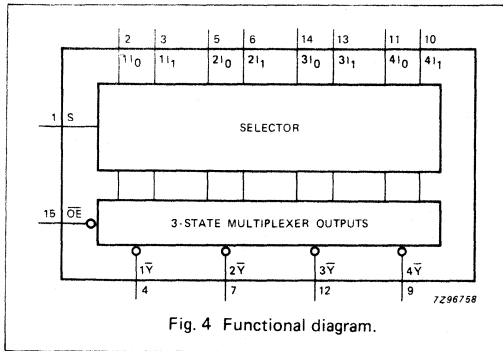 2 3 5 6 14 13 11 10
1I₀ 1I₁ 2I₀ 2I₁ 3I₀ 3I₁ 4I₀ 4I₁
1 S
SELECTOR
15 O̅E̅
3-STATE MULTIPLEXER OUTPUTS
1Y̅ 2Y̅ 3Y̅ 4Y̅
4 7 12 9
7Z96758
Fig. 4 Functional diagram.